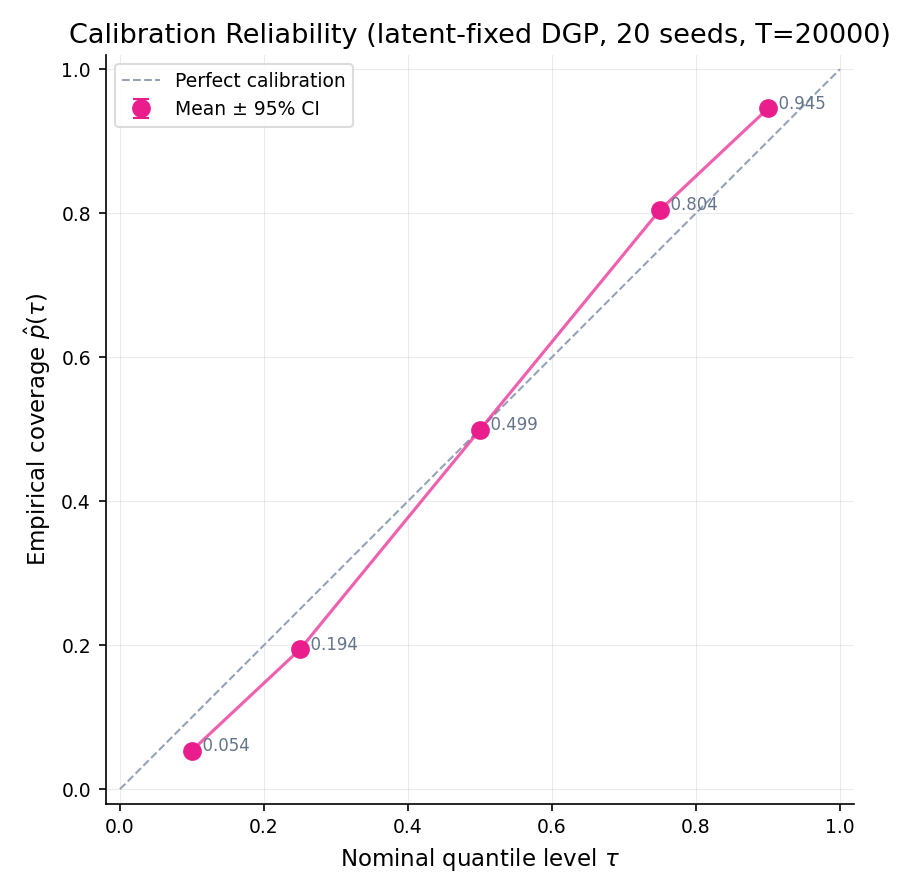 Calibration Reliability (latent-fixed DGP, 20 seeds, T=20000)
Perfect calibration
Mean ± 95% CI
Empirical coverage p̂(τ)
1.0
0.8
0.6
0.4
0.2
0.0
0.945
0.804
0.499
0.194
0.054
0.0 0.2 0.4 0.6 0.8 1.0
Nominal quantile level τ